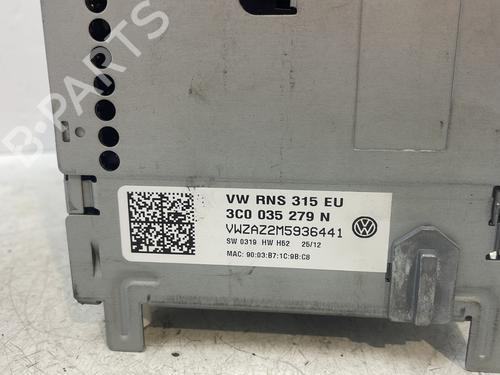 B-PARTS
VW RNS 315 EU
3C0 035 279 N
VWZAZ2M5936441
SW 0319 HW H52 25/12
MAC: 90:03:B7:1C:9B:C8